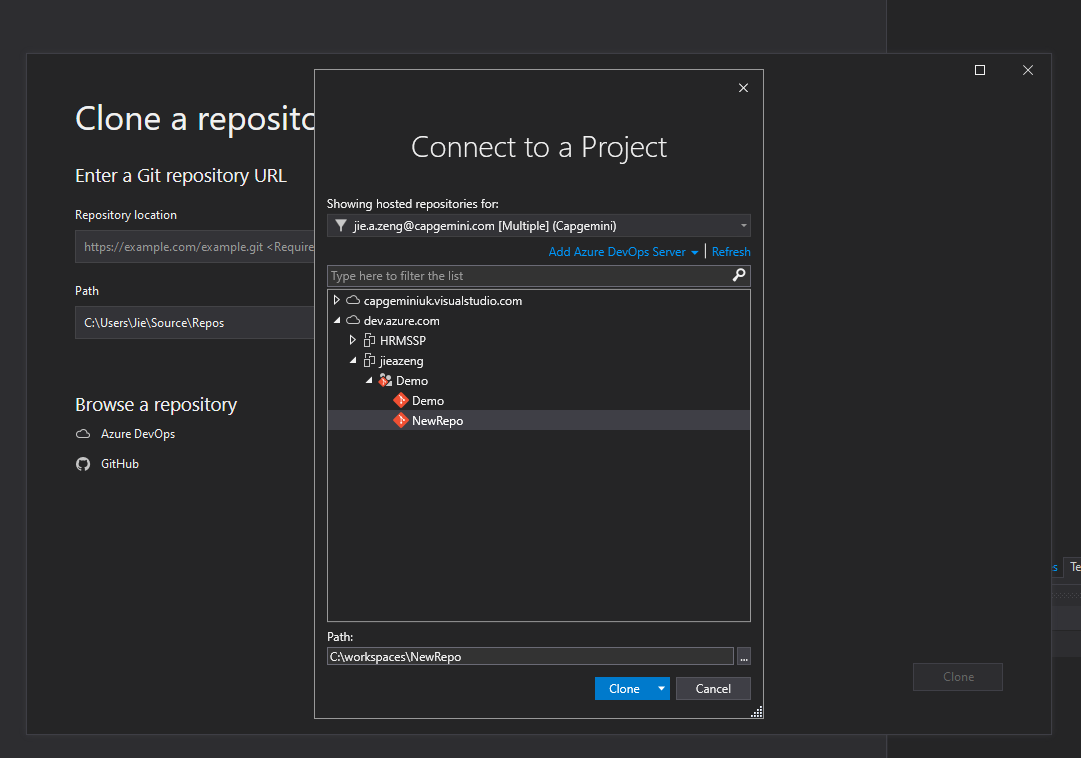 Clone a reposito
Enter a Git repository URL
Repository location
https://example.com/example.git <Require
Path
C:\Users\Jie\Source\Repos
Browse a repository
Azure DevOps
GitHub
Connect to a Project
Showing hosted repositories for:
jie.a.zeng@capgemini.com [Multiple] (Capgemini)
Add Azure DevOps Server
Refresh
Type here to filter the list
capgeminiuk.visualstudio.com
dev.azure.com
HRMSSP
jieazeng
Demo
Demo
NewRepo
Path:
C:\workspaces\NewRepo
...
Clone
Cancel
Clone
es
Te